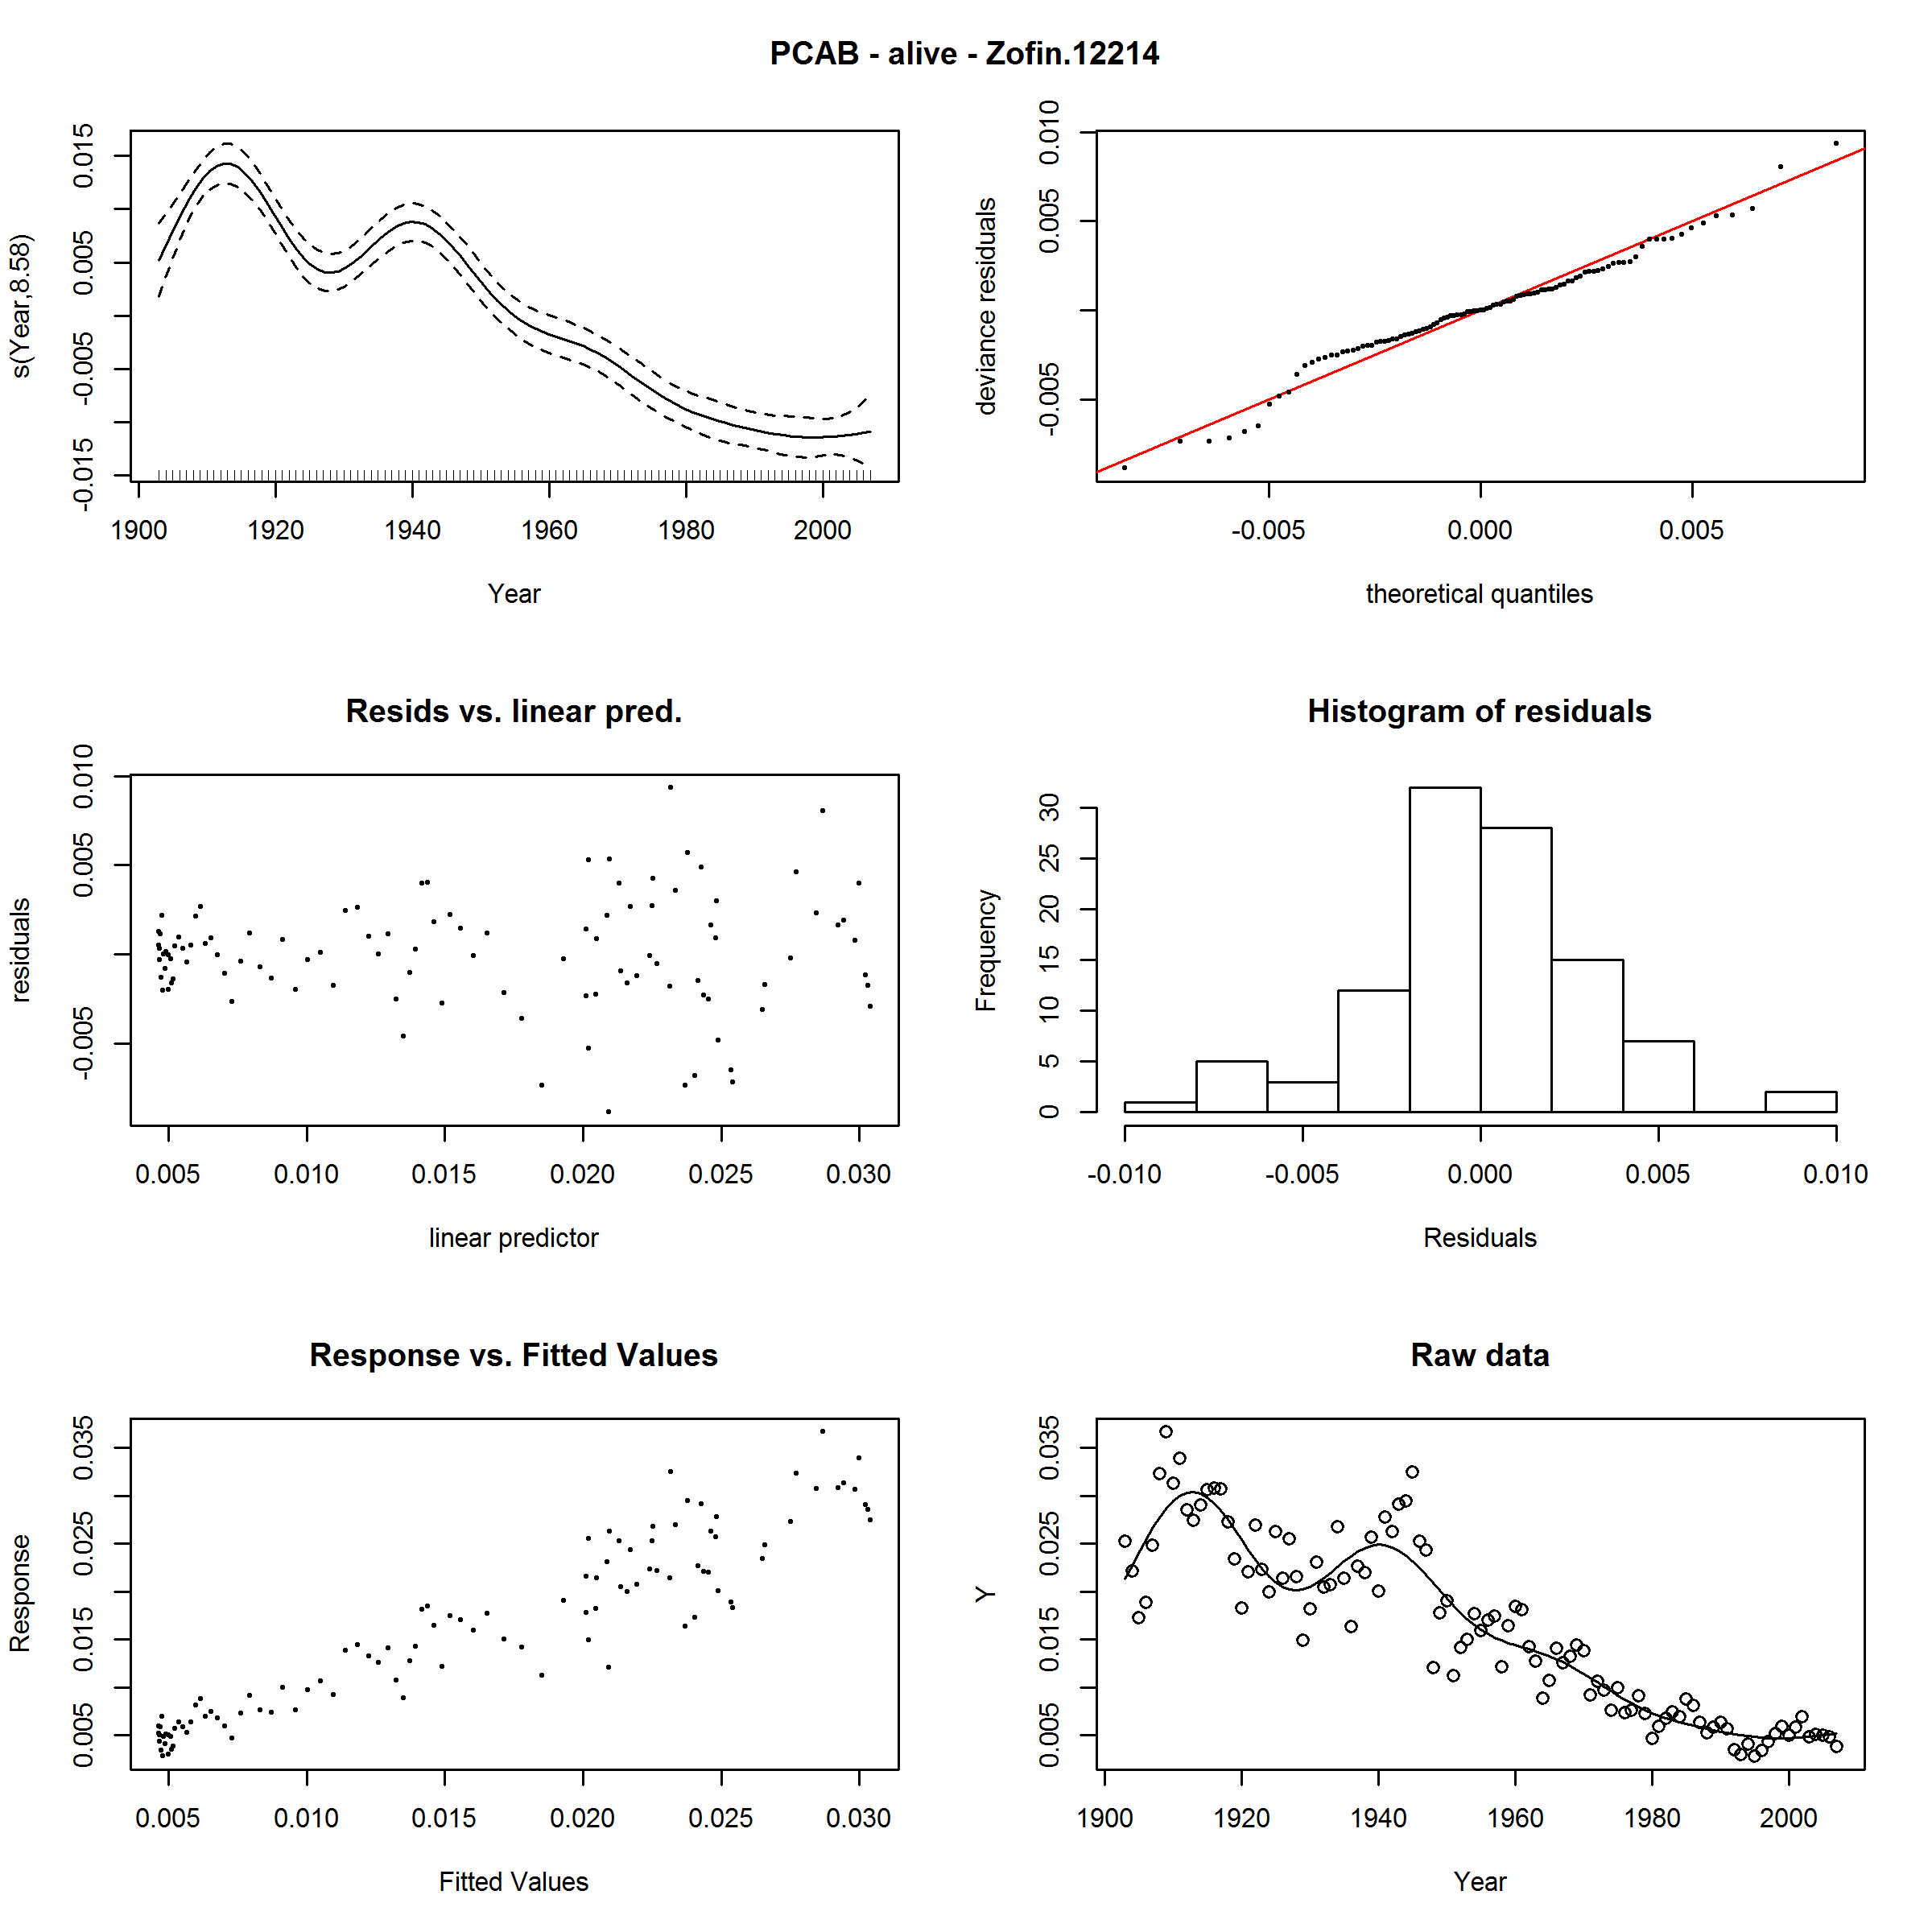 PCAB - alive - Zofin.12214
s(Year,8.58)
0.015
0.005
-0.005
-0.015
1900 1920 1940 1960 1980 2000
Year
deviance residuals
0.010
0.005
-0.005
-0.005 0.000 0.005
theoretical quantiles
Resids vs. linear pred.
residuals
0.010
0.005
-0.005
0.005 0.010 0.015 0.020 0.025 0.030
linear predictor
Histogram of residuals
Frequency
30
25
20
15
10
5
0
-0.010 -0.005 0.000 0.005 0.010
Residuals
Response vs. Fitted Values
Response
0.035
0.025
0.015
0.005
0.005 0.010 0.015 0.020 0.025 0.030
Fitted Values
Raw data
Y
0.035
0.025
0.015
0.005
1900 1920 1940 1960 1980 2000
Year